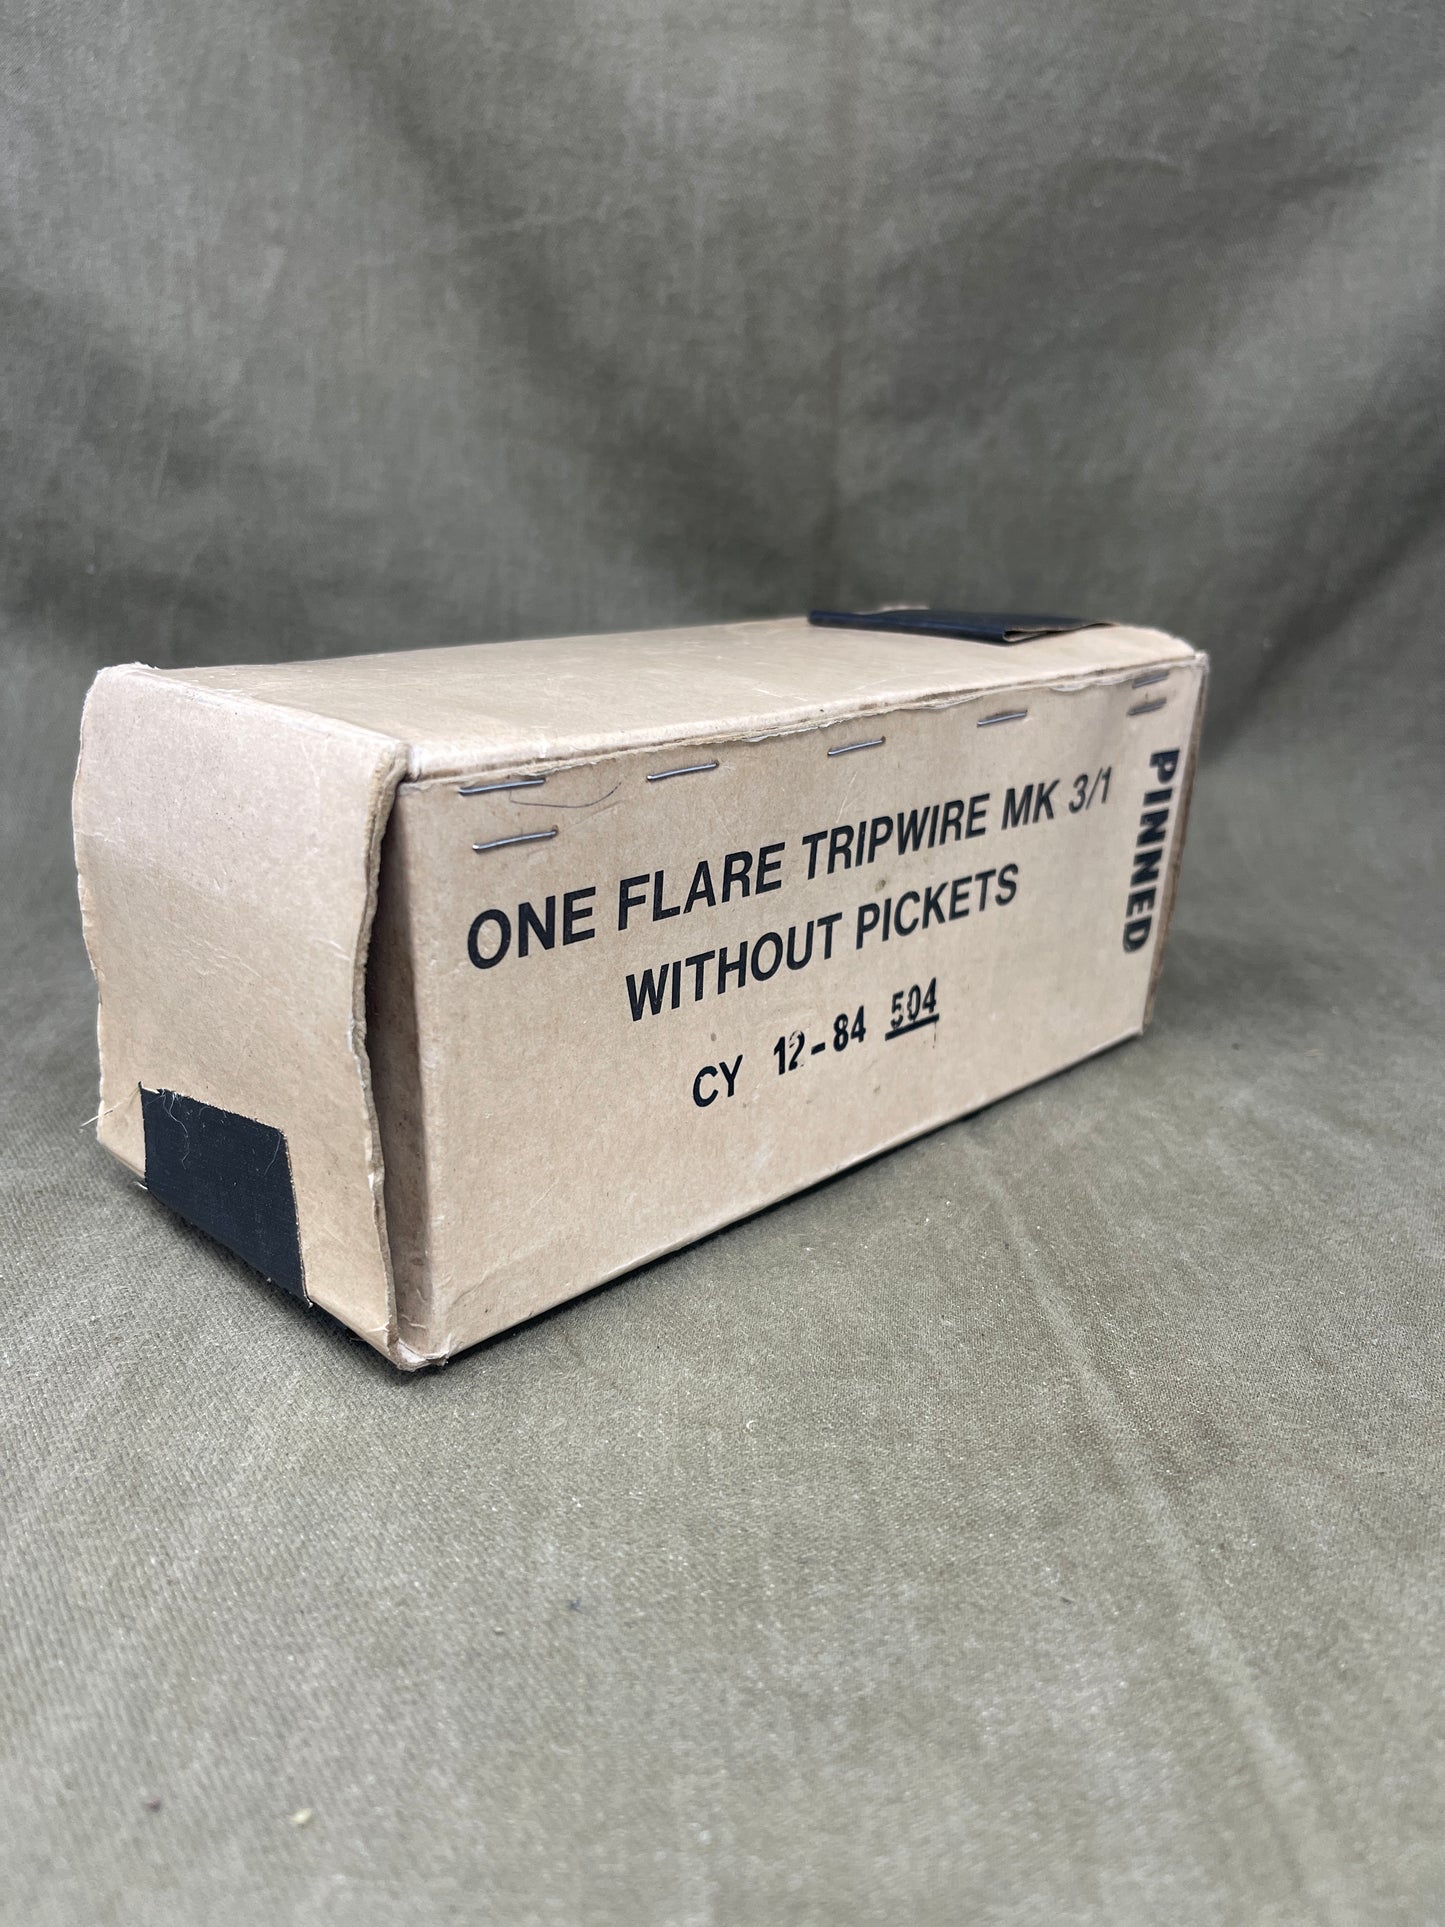 ONE FLARE TRIPWIRE MK 3/1
WITHOUT PICKETS
CY 12-84 504
PINNED